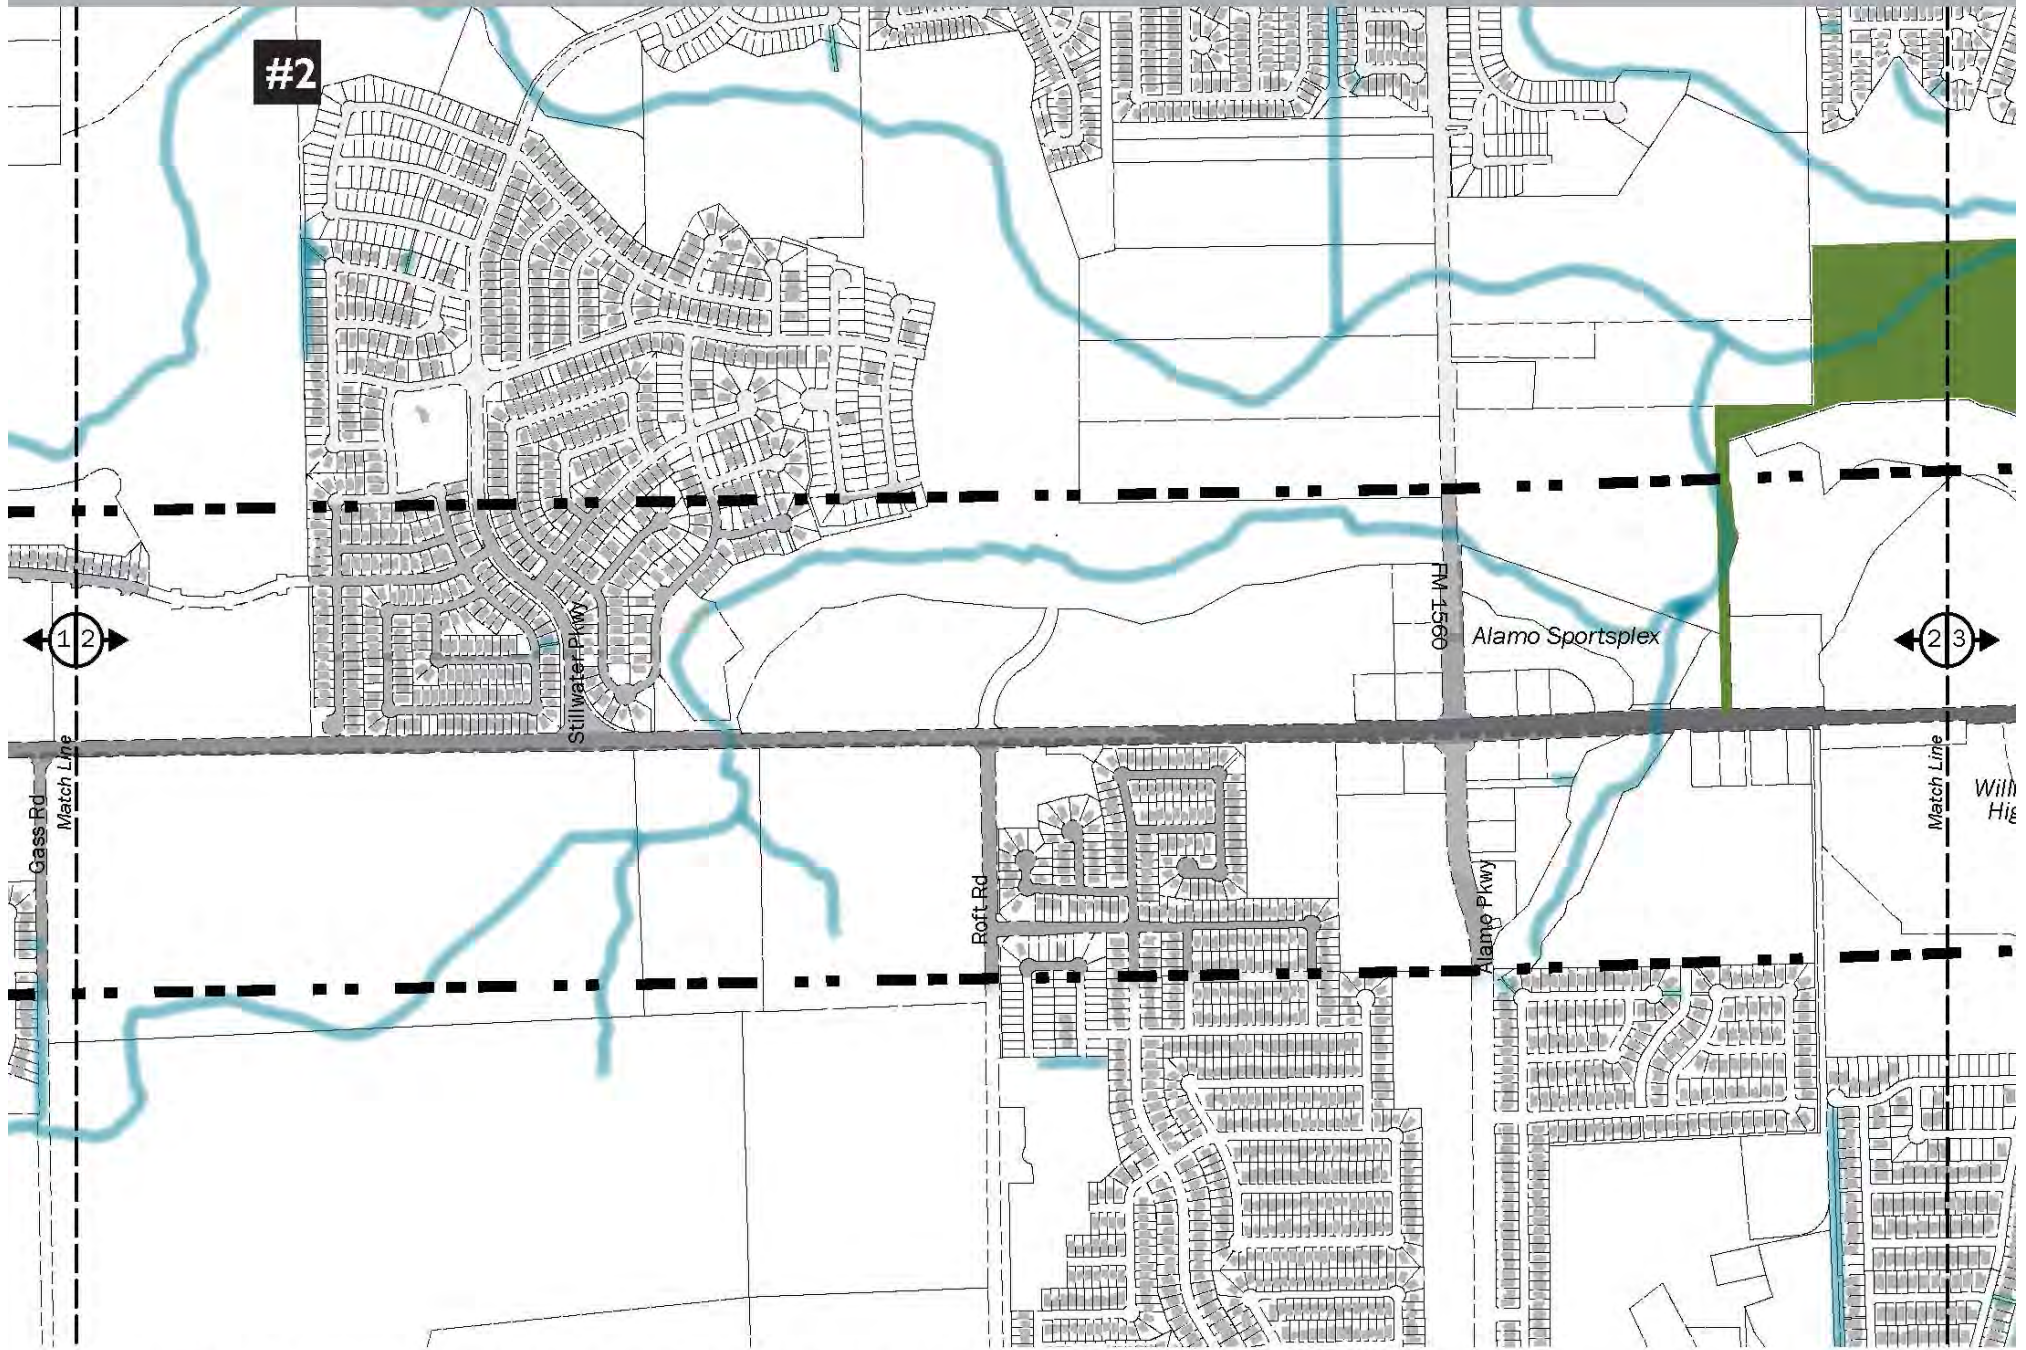 #2
FM 1560
1 2
Alamo Sportsplex
2 3
Stillwater Pkwy
Match Line
Gass Rd
Match Line
Roft Rd
Alamo Pkwy